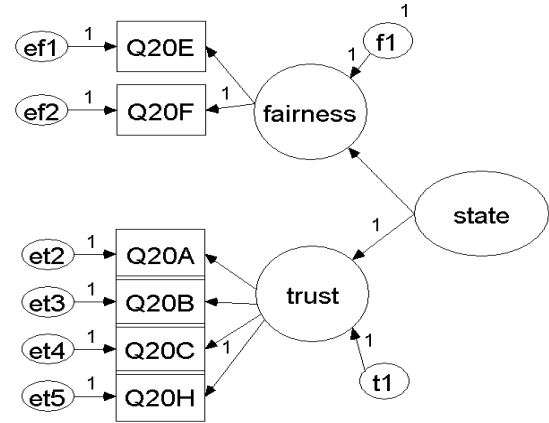 1
ef1 1 Q20E 1 f1
ef2 1 Q20F 1 fairness
state
1
et2 1 Q20A
et3 1 Q20B trust
et4 1 Q20C 1
et5 1 Q20H 1 t1